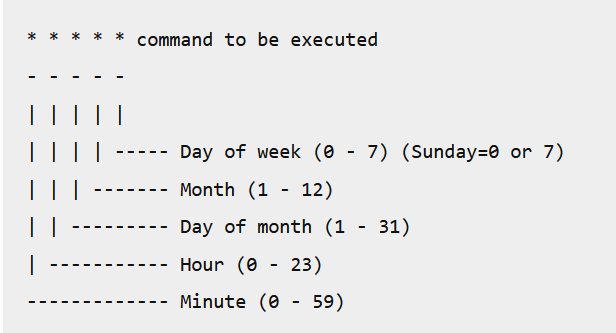 * * * * * command to be executed
- - - - -
| | | | |
| | | | ----- Day of week (0 - 7) (Sunday=0 or 7)
| | | ------- Month (1 - 12)
| | --------- Day of month (1 - 31)
| ----------- Hour (0 - 23)
------------- Minute (0 - 59)